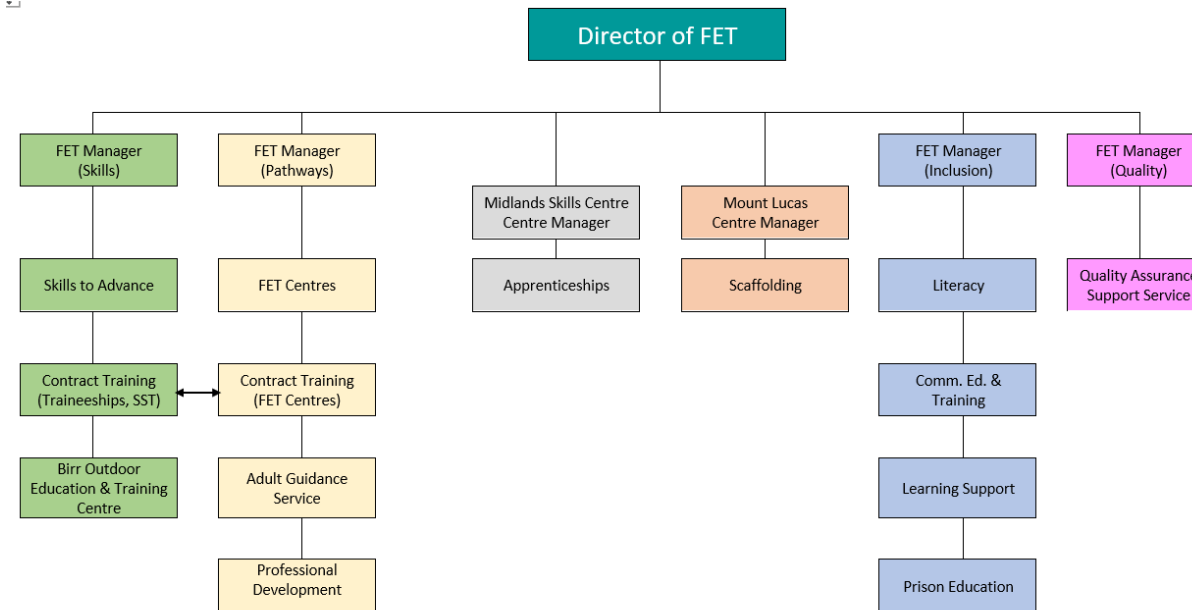 Director of FET
FET Manager
(Skills)
FET Manager
(Pathways)
FET Manager
(Inclusion)
FET Manager
(Quality)
Midlands Skills Centre
Centre Manager
Mount Lucas
Centre Manager
Skills to Advance
FET Centres
Apprenticeships
Scaffolding
Literacy
Quality Assurance
Support Service
Contract Training
(Traineeships, SST)
Contract Training
(FET Centres)
Comm. Ed. &
Training
Birr Outdoor
Education & Training
Centre
Adult Guidance
Service
Learning Support
Professional
Development
Prison Education